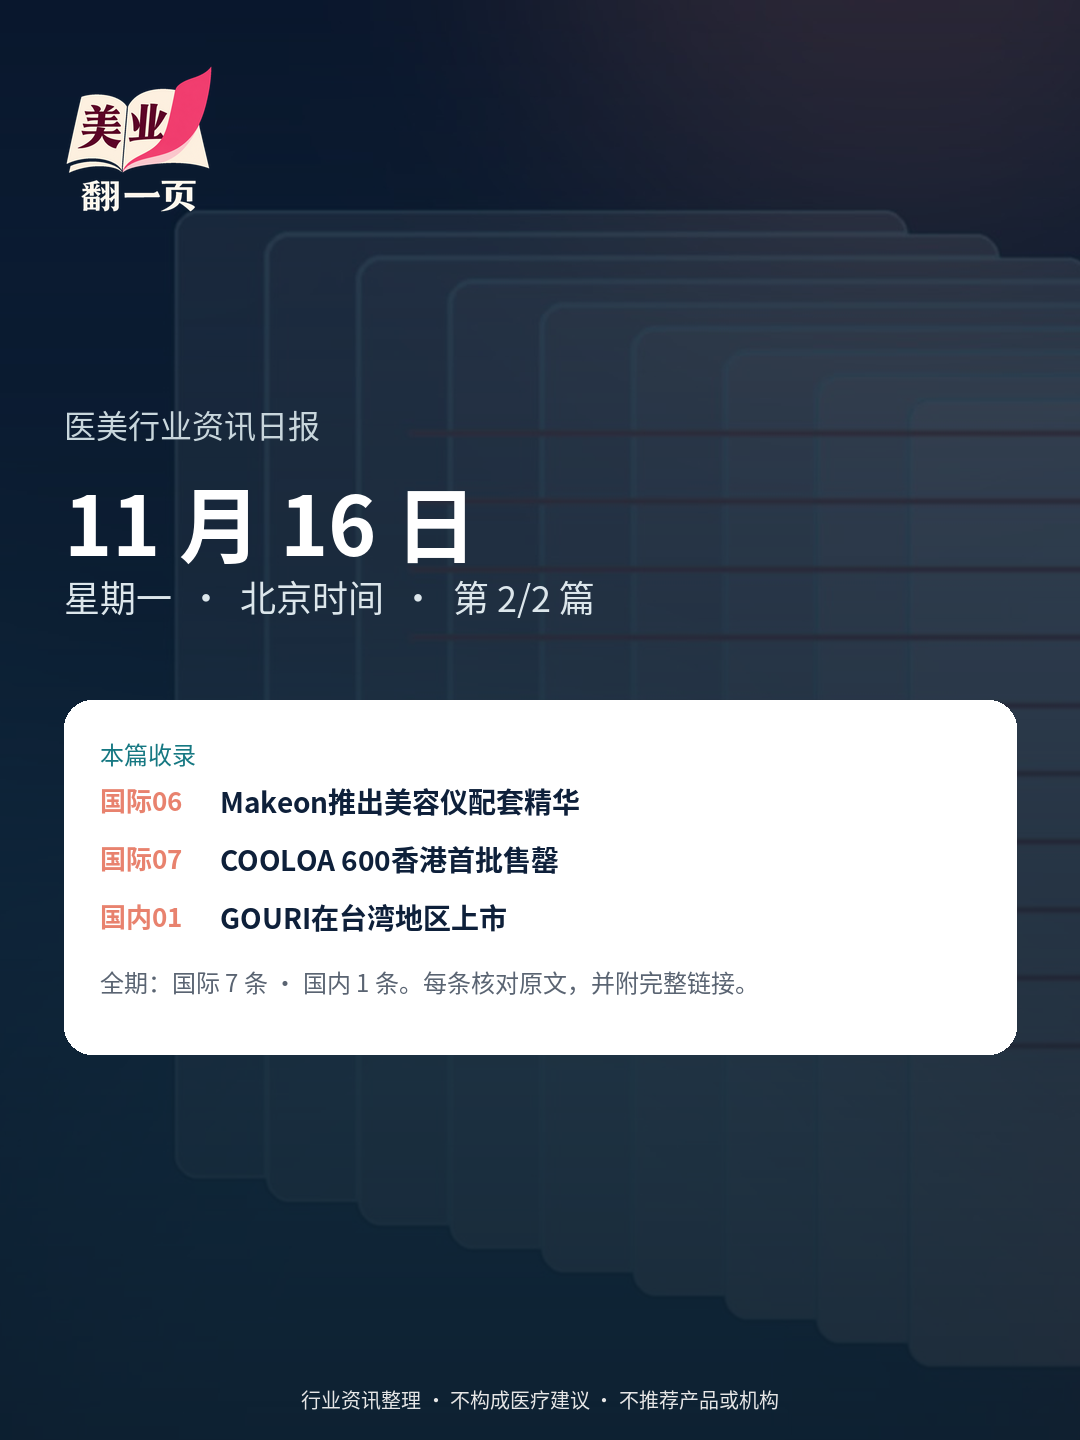 美业
翻一页
医美行业资讯日报
11 月 16 日
星期一 · 北京时间 · 第 2/2 篇
本篇收录
国际06 Makeon推出美容仪配套精华
国际07 COOLOA 600香港首批售罄
国内01 GOURI在台湾地区上市
全期：国际 7 条 · 国内 1 条。每条核对原文，并附完整链接。
行业资讯整理 · 不构成医疗建议 · 不推荐产品或机构